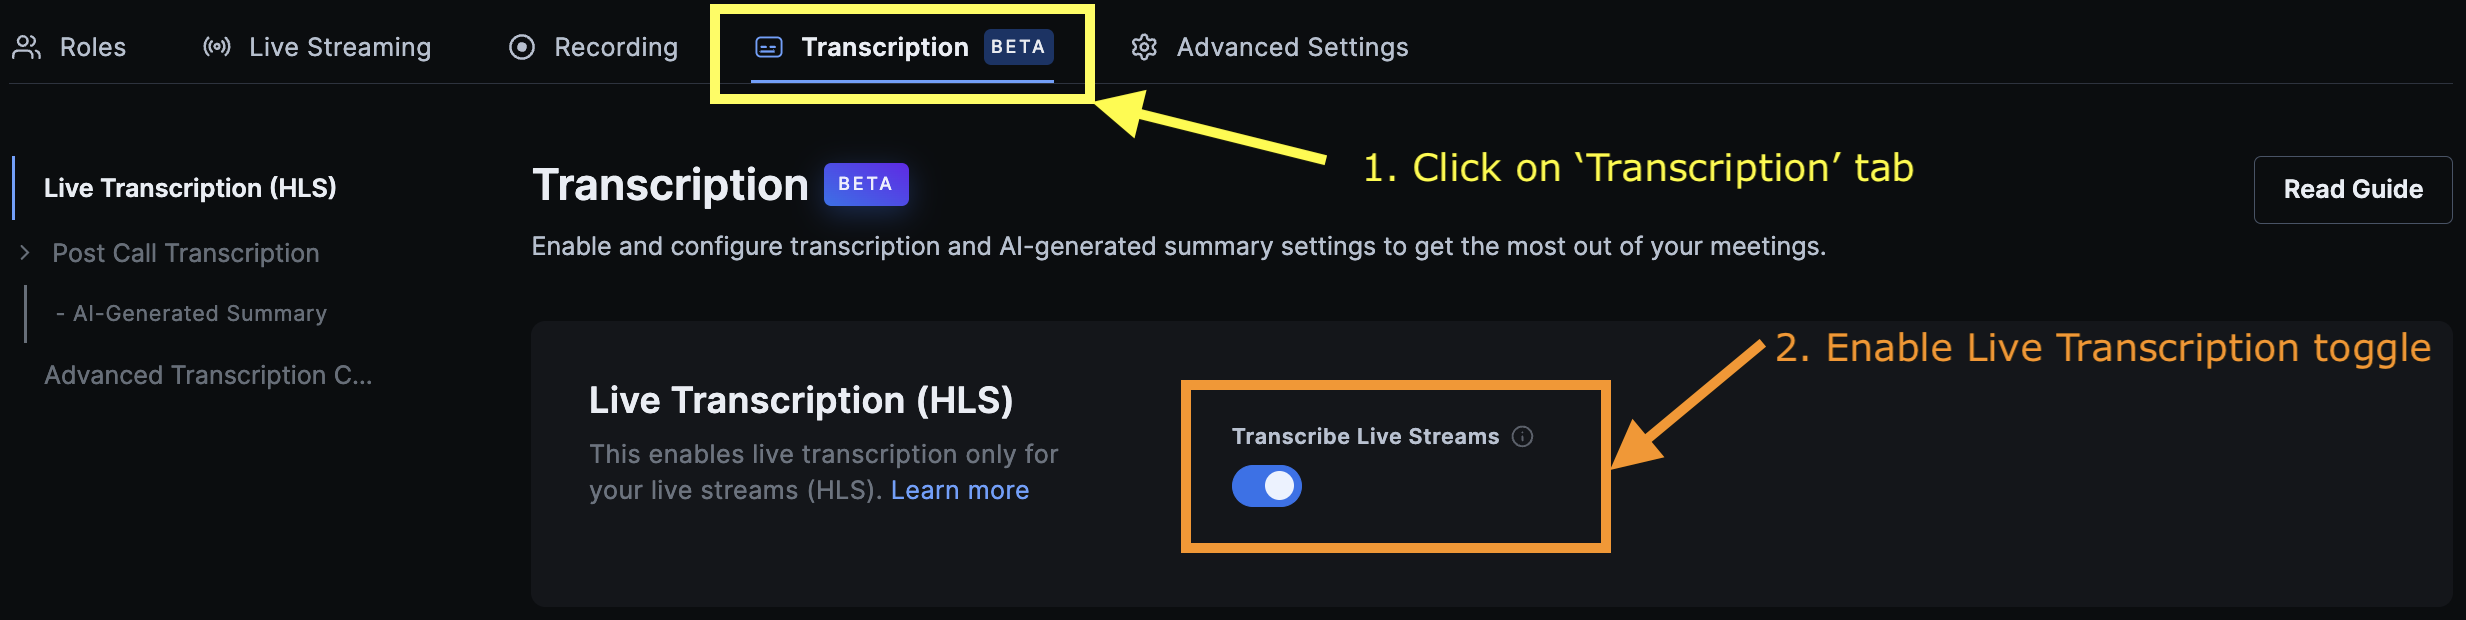 Roles Live Streaming Recording Transcription BETA Advanced Settings
1. Click on ‘Transcription’ tab
Live Transcription (HLS)
Post Call Transcription
- AI-Generated Summary
Advanced Transcription C...
Transcription BETA
Read Guide
Enable and configure transcription and AI-generated summary settings to get the most out of your meetings.
2. Enable Live Transcription toggle
Live Transcription (HLS)
This enables live transcription only for
your live streams (HLS). Learn more
Transcribe Live Streams